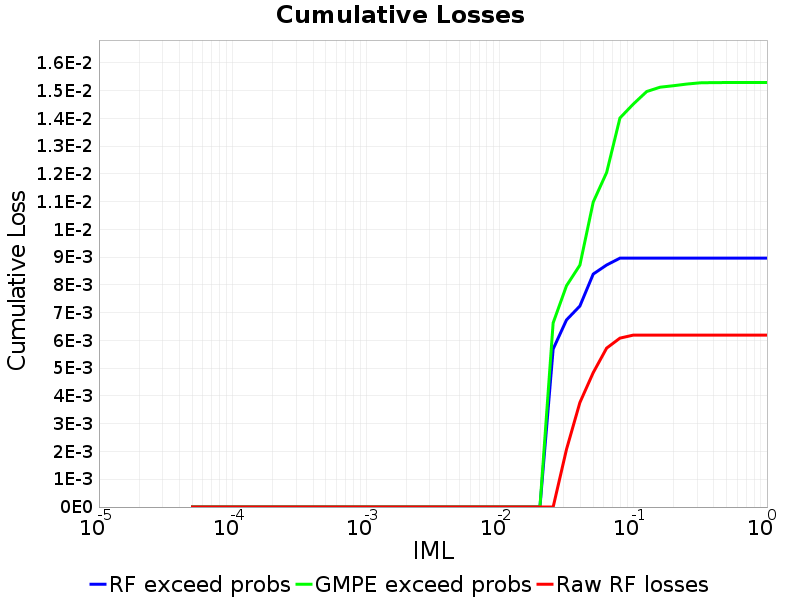 Cumulative Losses
1.6E-2
1.5E-2
1.4E-2
1.3E-2
1.2E-2
1.1E-2
1E-2
9E-3
8E-3
7E-3
6E-3
5E-3
4E-3
3E-3
2E-3
1E-3
0E0
Cumulative Loss
10^-5 10^-4 10^-3 10^-2 10^-1 10^0
IML
RF exceed probs GMPE exceed probs Raw RF losses